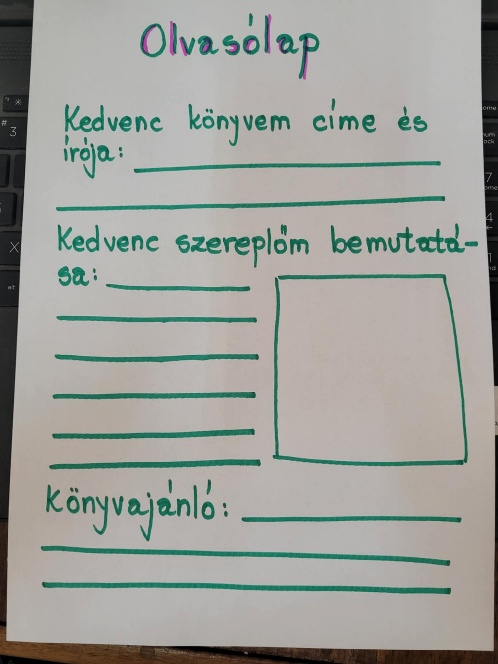 Olvasólap
Kedvenc könyvem címe és
írója:
Kedvenc szereplőm bemutatá-
sa:
Könyvajánló: